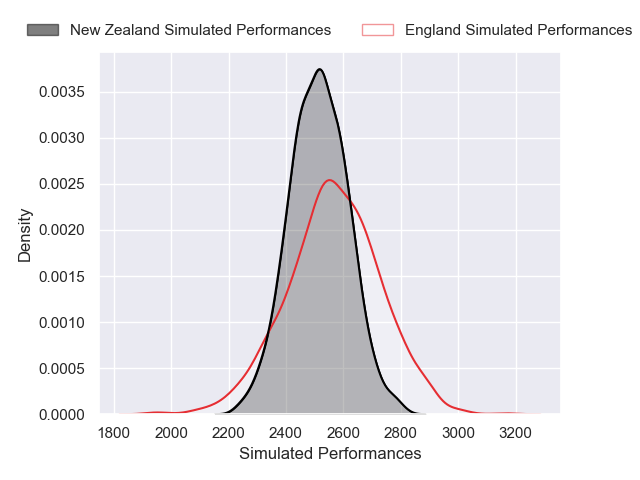 New Zealand Simulated Performances
England Simulated Performances
0.0035
0.0030
0.0025
0.0020
0.0015
0.0010
0.0005
0.0000
Density
1800 2000 2200 2400 2600 2800 3000 3200
Simulated Performances